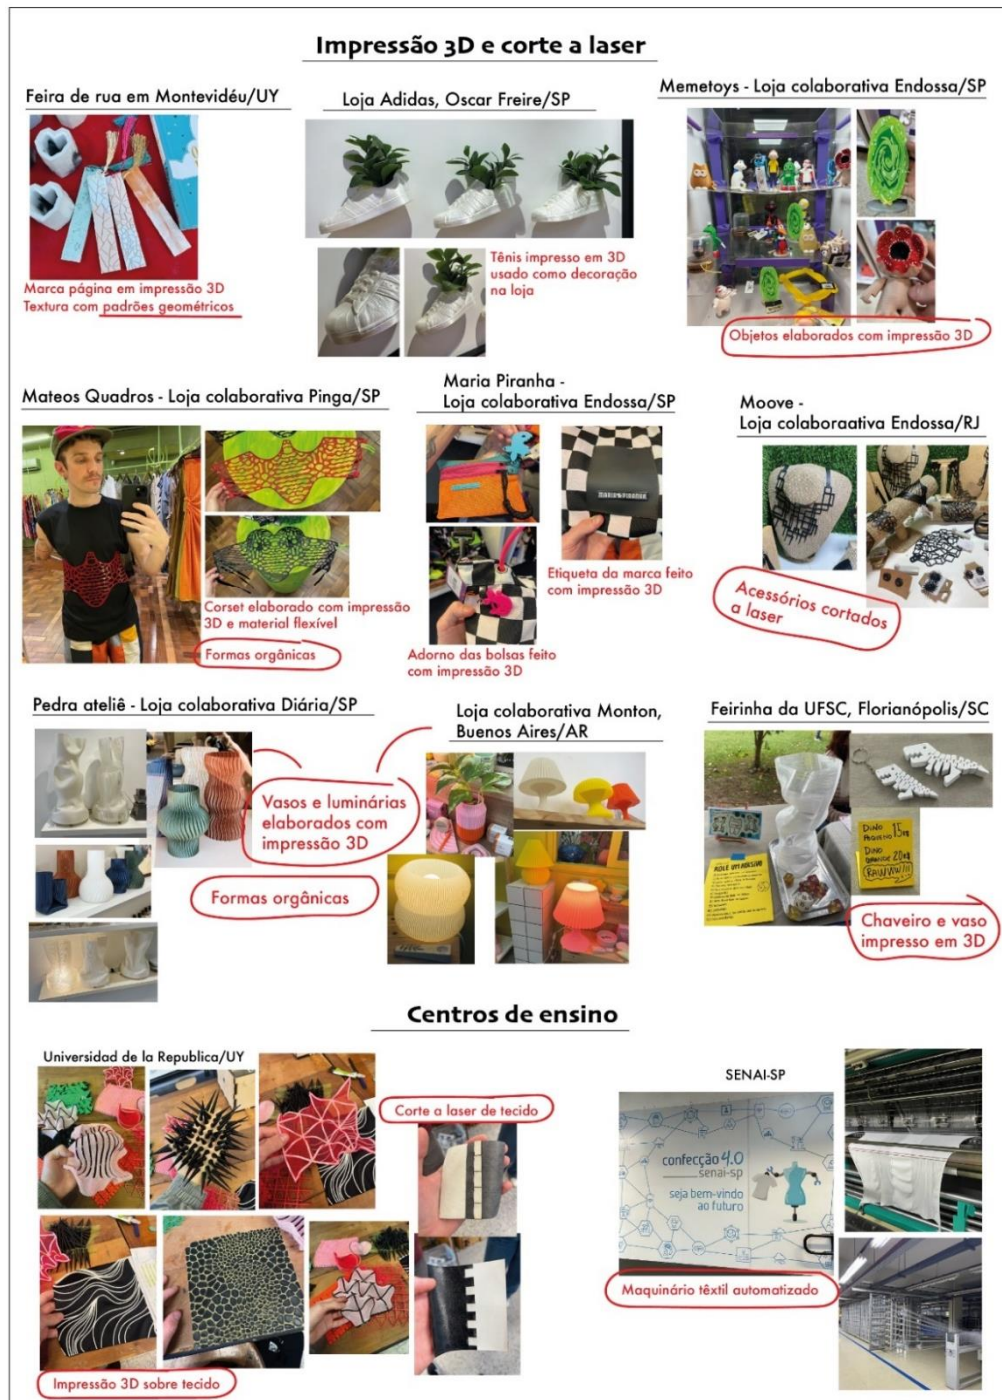 Impressão 3D e corte a laser
Feira de rua em Montevidéu/UY
Marca página em impressão 3D
Textura com padrões geométricos
Loja Adidas, Oscar Freire/SP
Tênis impresso em 3D
usado como decoração
na loja
Memetoys - Loja colaborativa Endossa/SP
Objetos elaborados com impressão 3D
Mateos Quadros - Loja colaborativa Pinga/SP
Corset elaborado com impressão
3D e material flexível
Formas orgânicas
Maria Piranha -
Loja colaborativa Endossa/SP
Etiqueta da marca feito
com impressão 3D
Adorno das bolsas feito
com impressão 3D
Moove -
Loja colaboraativa Endossa/RJ
Acessórios cortados
a laser
Pedra ateliê - Loja colaborativa Diária/SP
Vasos e luminárias
elaborados com
impressão 3D
Formas orgânicas
Loja colaborativa Monton,
Buenos Aires/AR
Feirinha da UFSC, Florianópolis/SC
DINO
PEQUENO 15
DINO
GRANDE 20
Chaveiro e vaso
impresso em 3D
Centros de ensino
Universidad de la Republica/UY
Corte a laser de tecido
Impressão 3D sobre tecido
SENAI-SP
confecção 4.0
senai-sp
seja bem-vindo
ao futuro
Maquinário têxtil automatizado